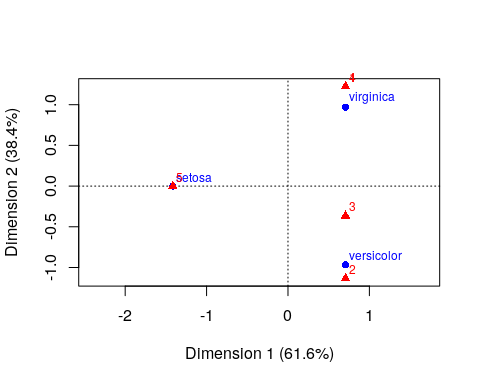 virginica
3
setosa
versicolor
2
1.0
0.5
0.0
-0.5
-1.0
Dimension 2 (38.4%)
-2
-1
0
1
Dimension 1 (61.6%)